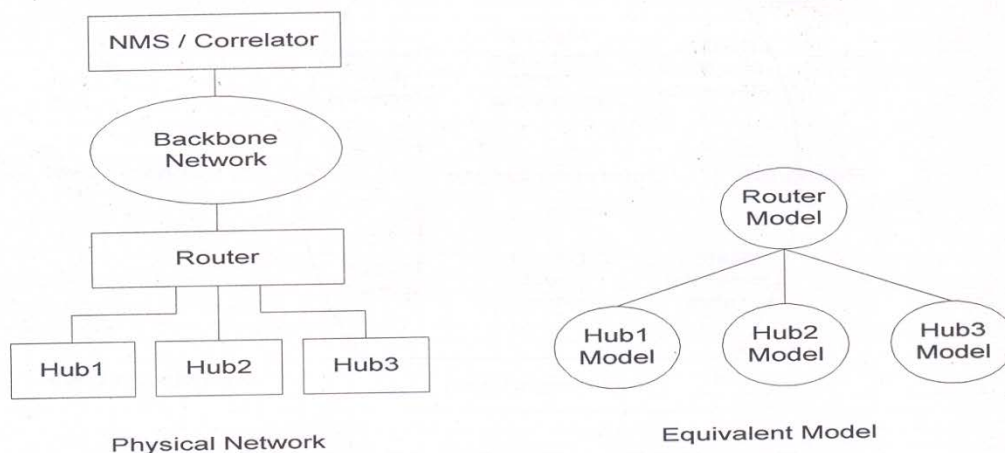 NMS / Correlator
Backbone
Network
Router
Hub1
Hub2
Hub3
Physical Network
Router
Model
Hub1
Model
Hub2
Model
Hub3
Model
Equivalent Model